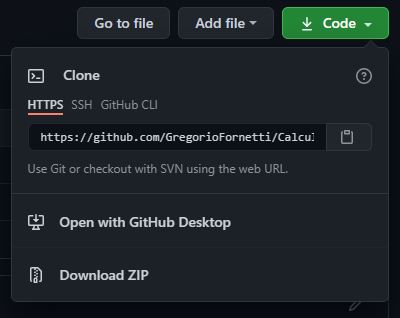 Go to file Add file Code
Clone
HTTPS SSH GitHub CLI
https://github.com/GregorioFornetti/Calcul
Use Git or checkout with SVN using the web URL.
Open with GitHub Desktop
Download ZIP